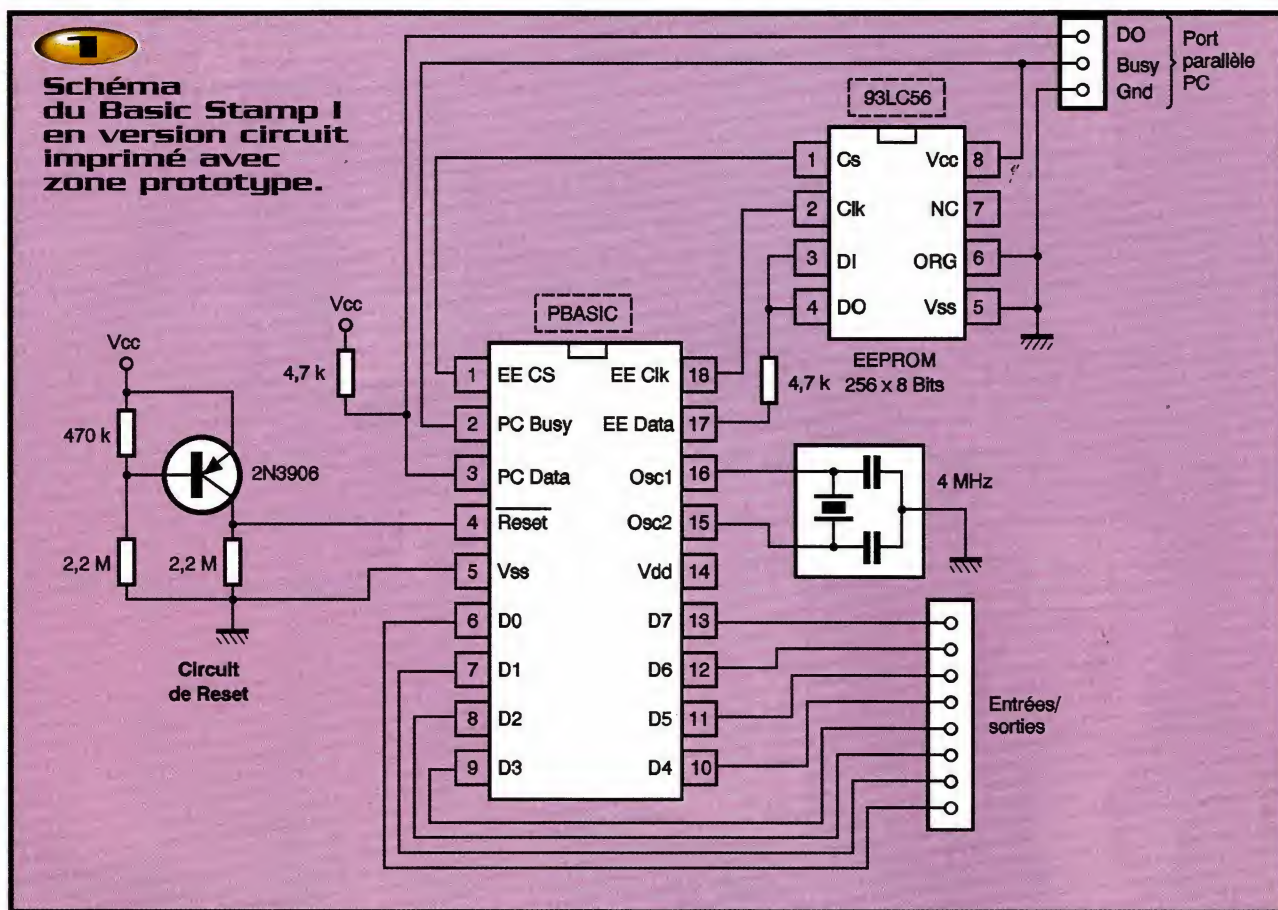 1
Schéma
du Basic Stamp I
en version circuit
imprimé avec
zone prototype.
DO
Busy
Gnd
Port
parallèle
PC
93LC56
1 Cs
Vcc 8
2 Clk
NC 7
3 DI
ORG 6
4 DO
Vss 5
EEPROM
256 x 8 Bits
4,7 k
Vcc
470 k
2N3906
2,2 M
2,2 M
Circuit
de Reset
Vcc
4,7 k
PBASIC
1 EE CS
EE Clk 18
2 PC Busy
EE Data 17
3 PC Data
Osc1 16
4 Reset
Osc2 15
5 Vss
Vdd 14
6 D0
D7 13
7 D1
D6 12
8 D2
D5 11
9 D3
D4 10
4 MHz
Entrées/
sorties